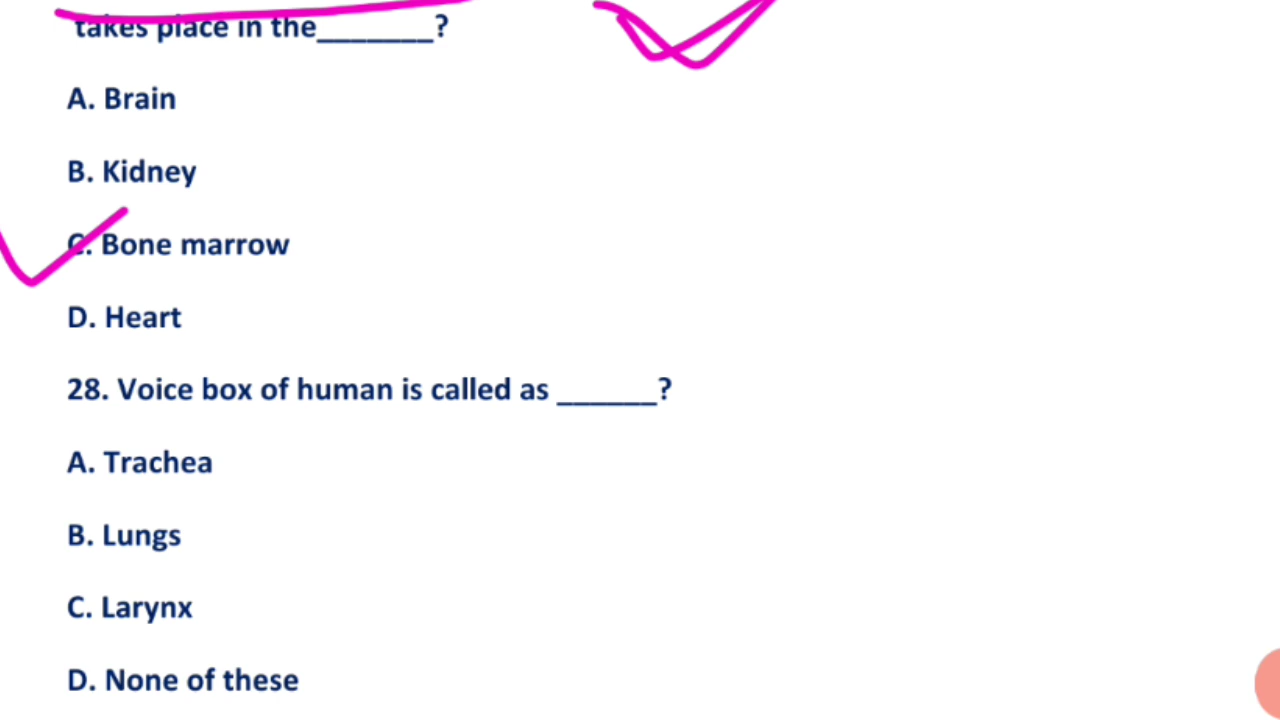 takes place in the_______?
A. Brain
B. Kidney
C. Bone marrow
D. Heart
28. Voice box of human is called as ______?
A. Trachea
B. Lungs
C. Larynx
D. None of these